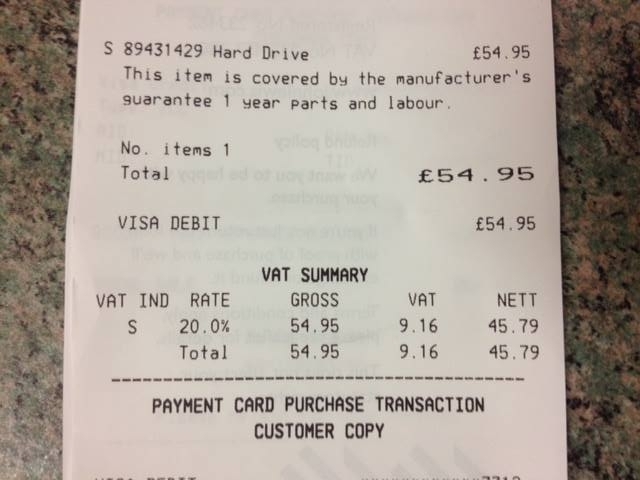 S 89431429 Hard Drive £54.95
This item is covered by the manufacturer's
guarantee 1 year parts and labour.
No. items 1
Total £54.95
VISA DEBIT £54.95
VAT SUMMARY
VAT IND RATE GROSS VAT NETT
S 20.0% 54.95 9.16 45.79
Total 54.95 9.16 45.79
PAYMENT CARD PURCHASE TRANSACTION
CUSTOMER COPY
VISA DEBIT